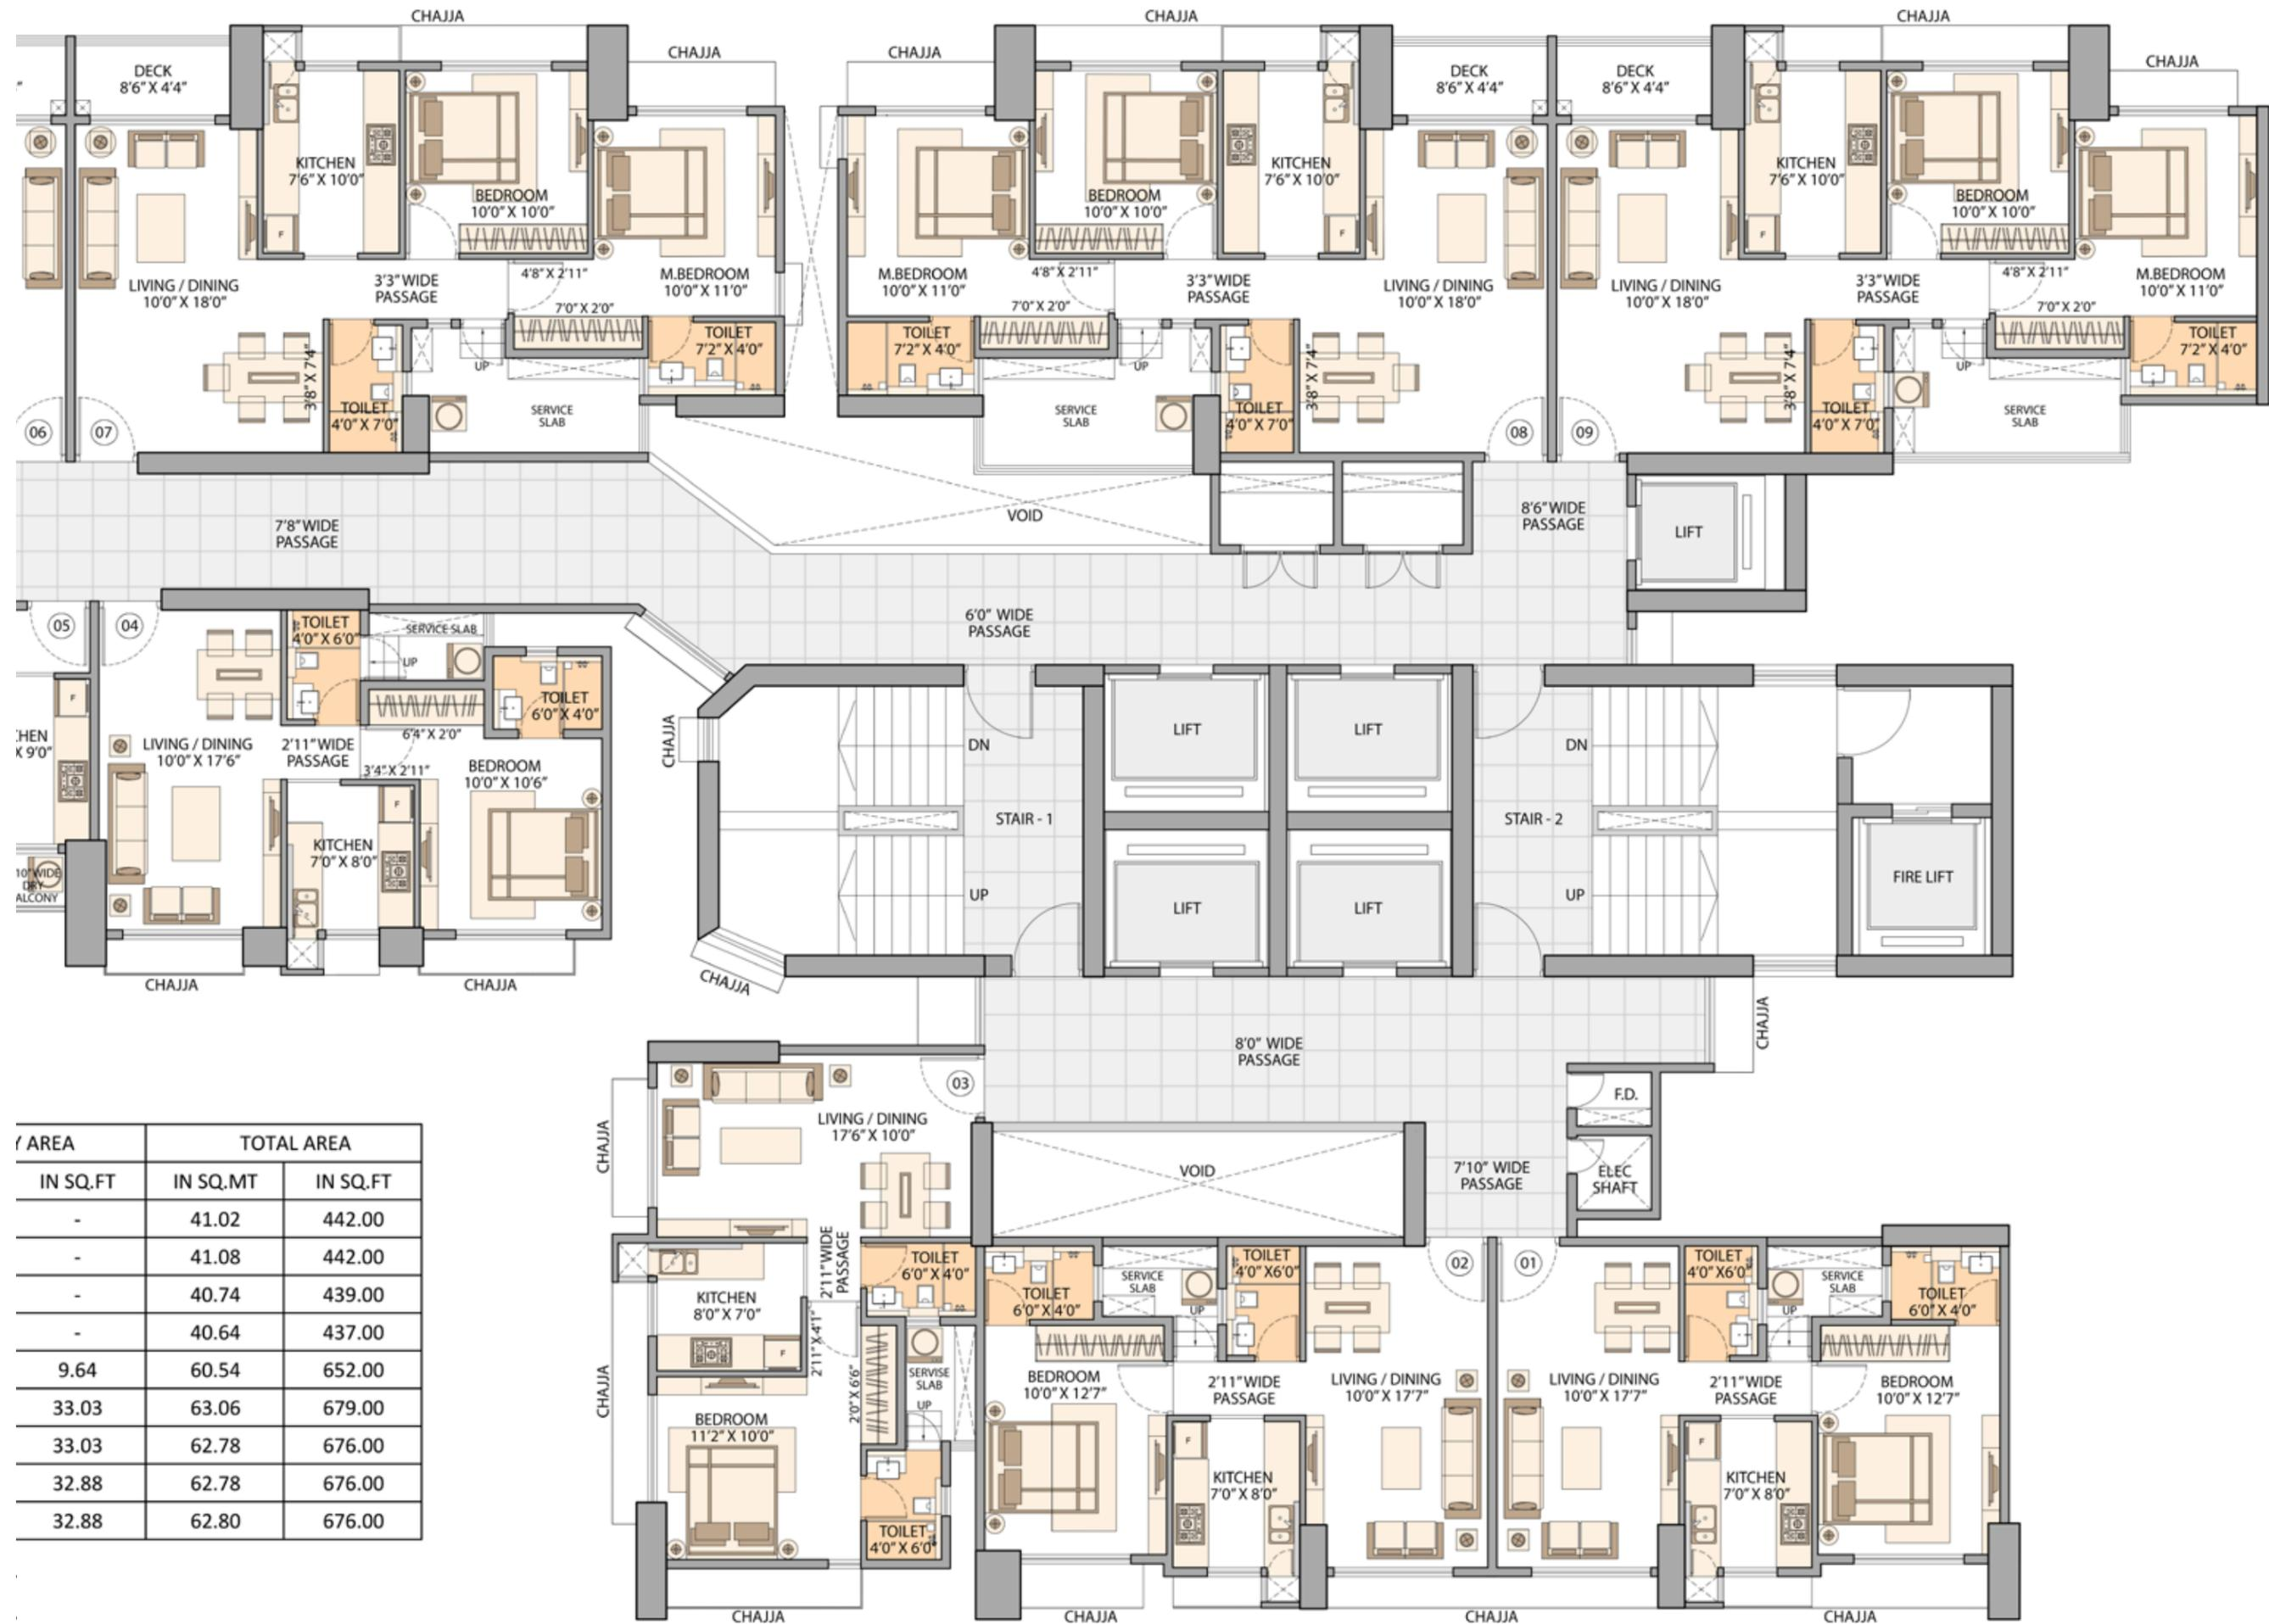 CHAJJA
CHAJJA
CHAJJA
CHAJJA
CHAJJA
CHAJJA
DECK
8'6" X 4'4"
DECK
8'6" X 4'4"
DECK
8'6" X 4'4"
KITCHEN
7'6" X 10'0"
BEDROOM
10'0" X 10'0"
BEDROOM
10'0" X 10'0"
KITCHEN
7'6" X 10'0"
KITCHEN
7'6" X 10'0"
BEDROOM
10'0" X 10'0"
F
F
F
LIVING / DINING
10'0" X 18'0"
3'3" WIDE
PASSAGE
4'8" X 2'11"
M.BEDROOM
10'0" X 11'0"
7'0" X 2'0"
M.BEDROOM
10'0" X 11'0"
4'8" X 2'11"
7'0" X 2'0"
3'3" WIDE
PASSAGE
LIVING / DINING
10'0" X 18'0"
LIVING / DINING
10'0" X 18'0"
3'3" WIDE
PASSAGE
4'8" X 2'11"
M.BEDROOM
10'0" X 11'0"
7'0" X 2'0"
TOILET
7'2" X 4'0"
TOILET
7'2" X 4'0"
TOILET
7'2" X 4'0"
UP
UP
UP
3'8" X 7'4"
3'8" X 7'4"
3'8" X 7'4"
TOILET
4'0" X 7'0"
SERVICE
SLAB
SERVICE
SLAB
TOILET
4'0" X 7'0"
TOILET
4'0" X 7'0"
SERVICE
SLAB
06
07
08
09
7'8" WIDE
PASSAGE
VOID
8'6" WIDE
PASSAGE
LIFT
6'0" WIDE
PASSAGE
05
04
TOILET
4'0" X 6'0"
SERVICE SLAB
UP
TOILET
6'0" X 4'0"
F
6'4" X 2'0"
LIVING / DINING
10'0" X 17'6"
2'11" WIDE
PASSAGE
3'4" X 2'11"
BEDROOM
10'0" X 10'6"
HEN
X 9'0"
F
KITCHEN
7'0" X 8'0"
10" WIDE
DRY
ALCONY
CHAJJA
CHAJJA
CHAJJA
DN
STAIR - 1
UP
LIFT
LIFT
LIFT
LIFT
DN
STAIR - 2
UP
FIRE LIFT
CHAJJA
CHAJJA
8'0" WIDE
PASSAGE
03
F.D.
ELEC
SHAFT
LIVING / DINING
17'6" X 10'0"
CHAJJA
VOID
7'10" WIDE
PASSAGE
2'11" WIDE
PASSAGE
TOILET
6'0" X 4'0"
KITCHEN
8'0" X 7'0"
F
2'11" X 4'1"
2'0" X 6'6"
SERVISE
SLAB
UP
CHAJJA
BEDROOM
11'2" X 10'0"
TOILET
4'0" X 6'0"
CHAJJA
TOILET
6'0" X 4'0"
SERVICE
SLAB
UP
TOILET
4'0" X6'0"
02
01
TOILET
4'0" X6'0"
SERVICE
SLAB
UP
TOILET
6'0" X 4'0"
BEDROOM
10'0" X 12'7"
2'11" WIDE
PASSAGE
LIVING / DINING
10'0" X 17'7"
LIVING / DINING
10'0" X 17'7"
2'11" WIDE
PASSAGE
BEDROOM
10'0" X 12'7"
F
KITCHEN
7'0" X 8'0"
F
KITCHEN
7'0" X 8'0"
CHAJJA
CHAJJA
CHAJJA
Y AREA TOTAL AREA
IN SQ.FT IN SQ.MT IN SQ.FT
- 41.02 442.00
- 41.08 442.00
- 40.74 439.00
- 40.64 437.00
9.64 60.54 652.00
33.03 63.06 679.00
33.03 62.78 676.00
32.88 62.78 676.00
32.88 62.80 676.00